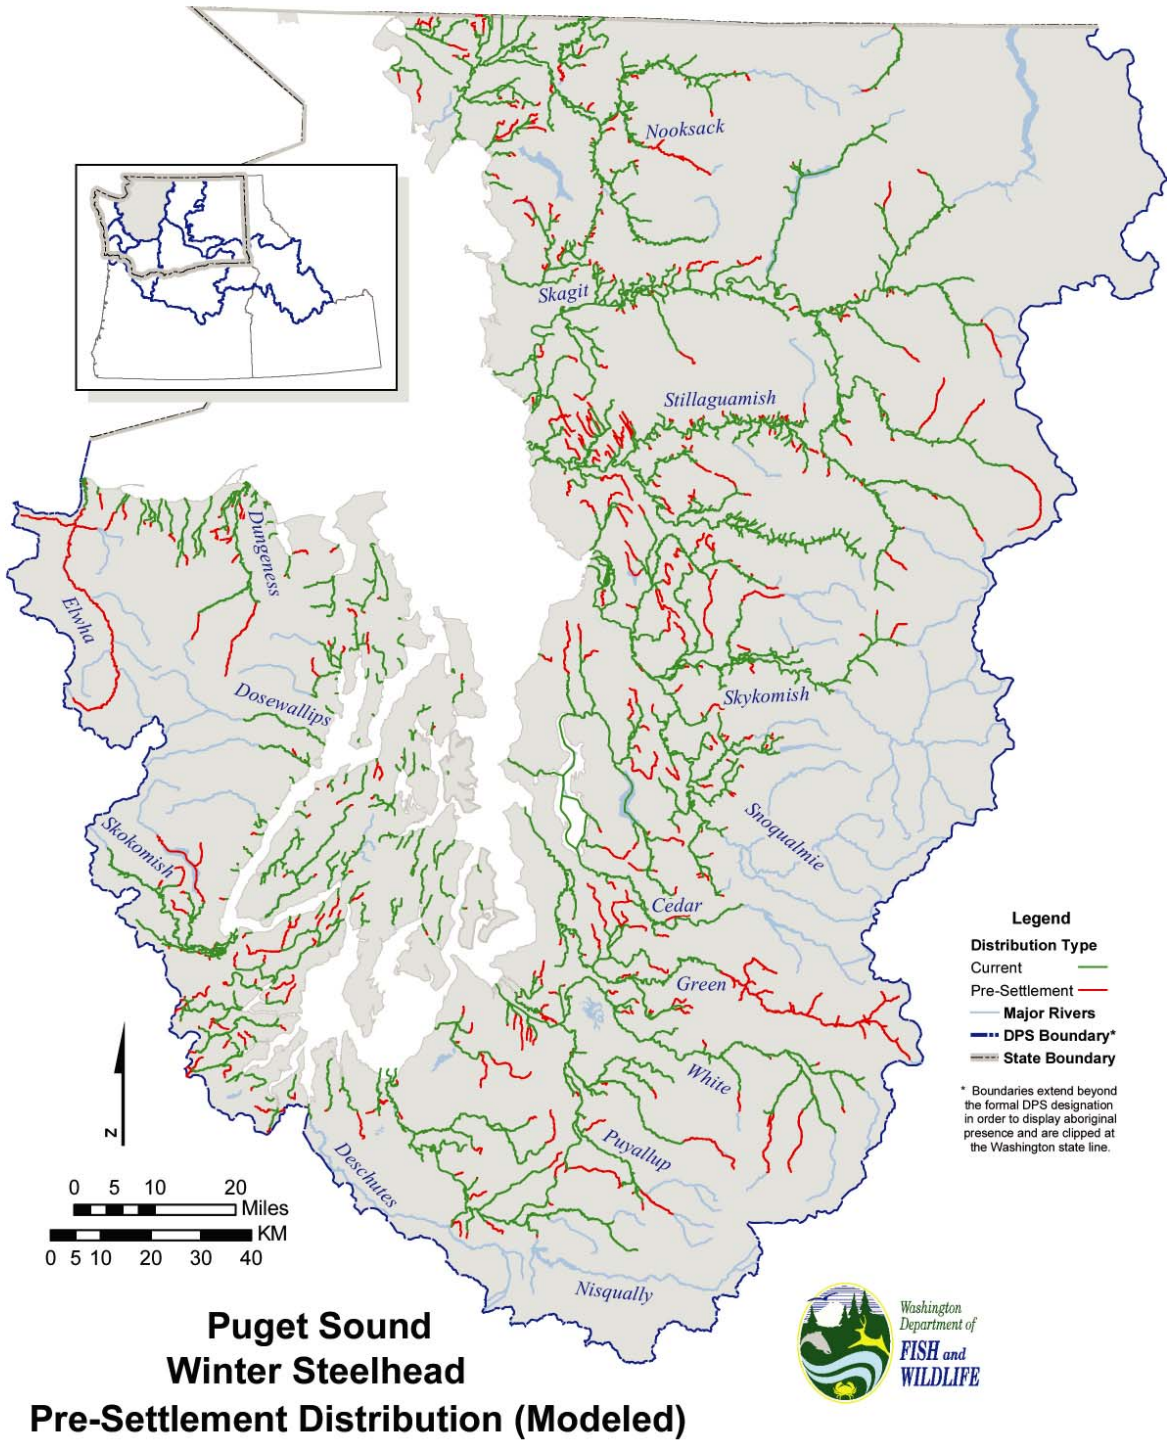 Nooksack
Skagit
Stillaguamish
Dungeness
Elwha
Dosewallips
Skykomish
Snoqualmie
Skokomish
Cedar
Green
White
Puyallup
Deschutes
Nisqually
Legend
Distribution Type
Current
Pre-Settlement
Major Rivers
DPS Boundary*
State Boundary
* Boundaries extend beyond
the formal DPS designation
in order to display aboriginal
presence and are clipped at
the Washington state line.
N
0 5 10 20
Miles
KM
0 5 10 20 30 40
Puget Sound
Winter Steelhead
Pre-Settlement Distribution (Modeled)
Washington
Department of
FISH and
WILDLIFE